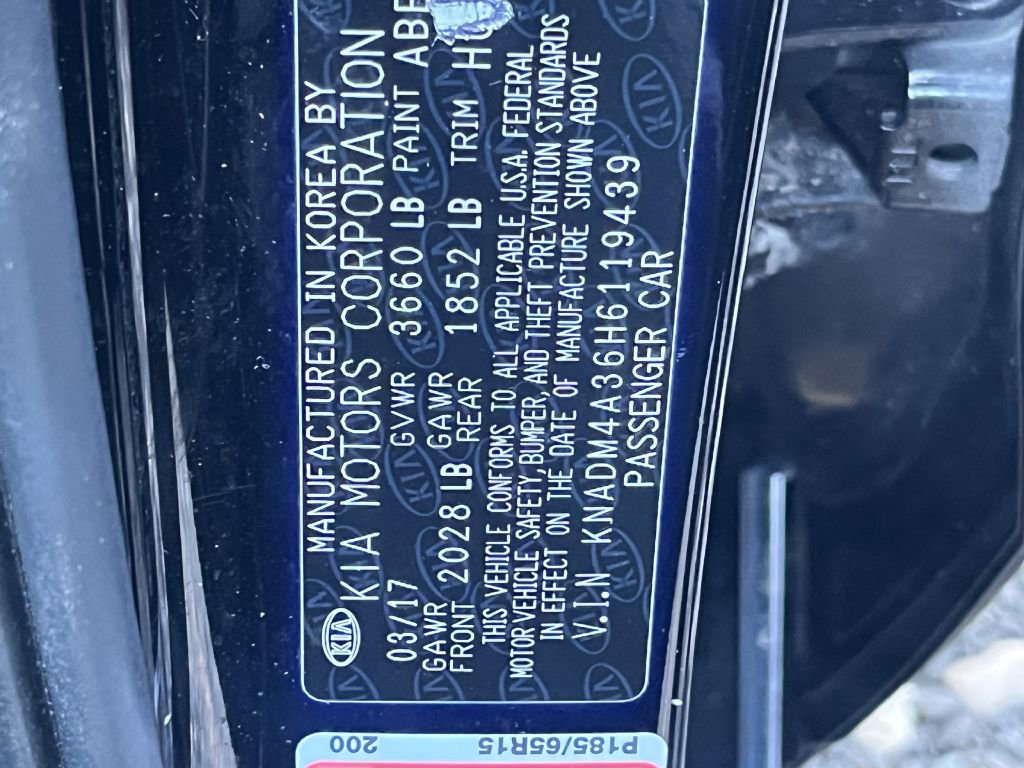 MANUFACTURED IN KOREA BY
KIA KIA MOTORS CORPORATION
03/17 GVWR 3660 LB PAINT ABP
GAWR FRONT 2028 LB GAWR REAR 1852 LB TRIM
THIS VEHICLE CONFORMS TO ALL APPLICABLE U.S.A. FEDERAL
MOTOR VEHICLE SAFETY, BUMPER, AND THEFT PREVENTION STANDARDS
IN EFFECT ON THE DATE OF MANUFACTURE SHOWN ABOVE
V.I.N KNADM4A36H6119439
PASSENGER CAR
200
P185/65R15